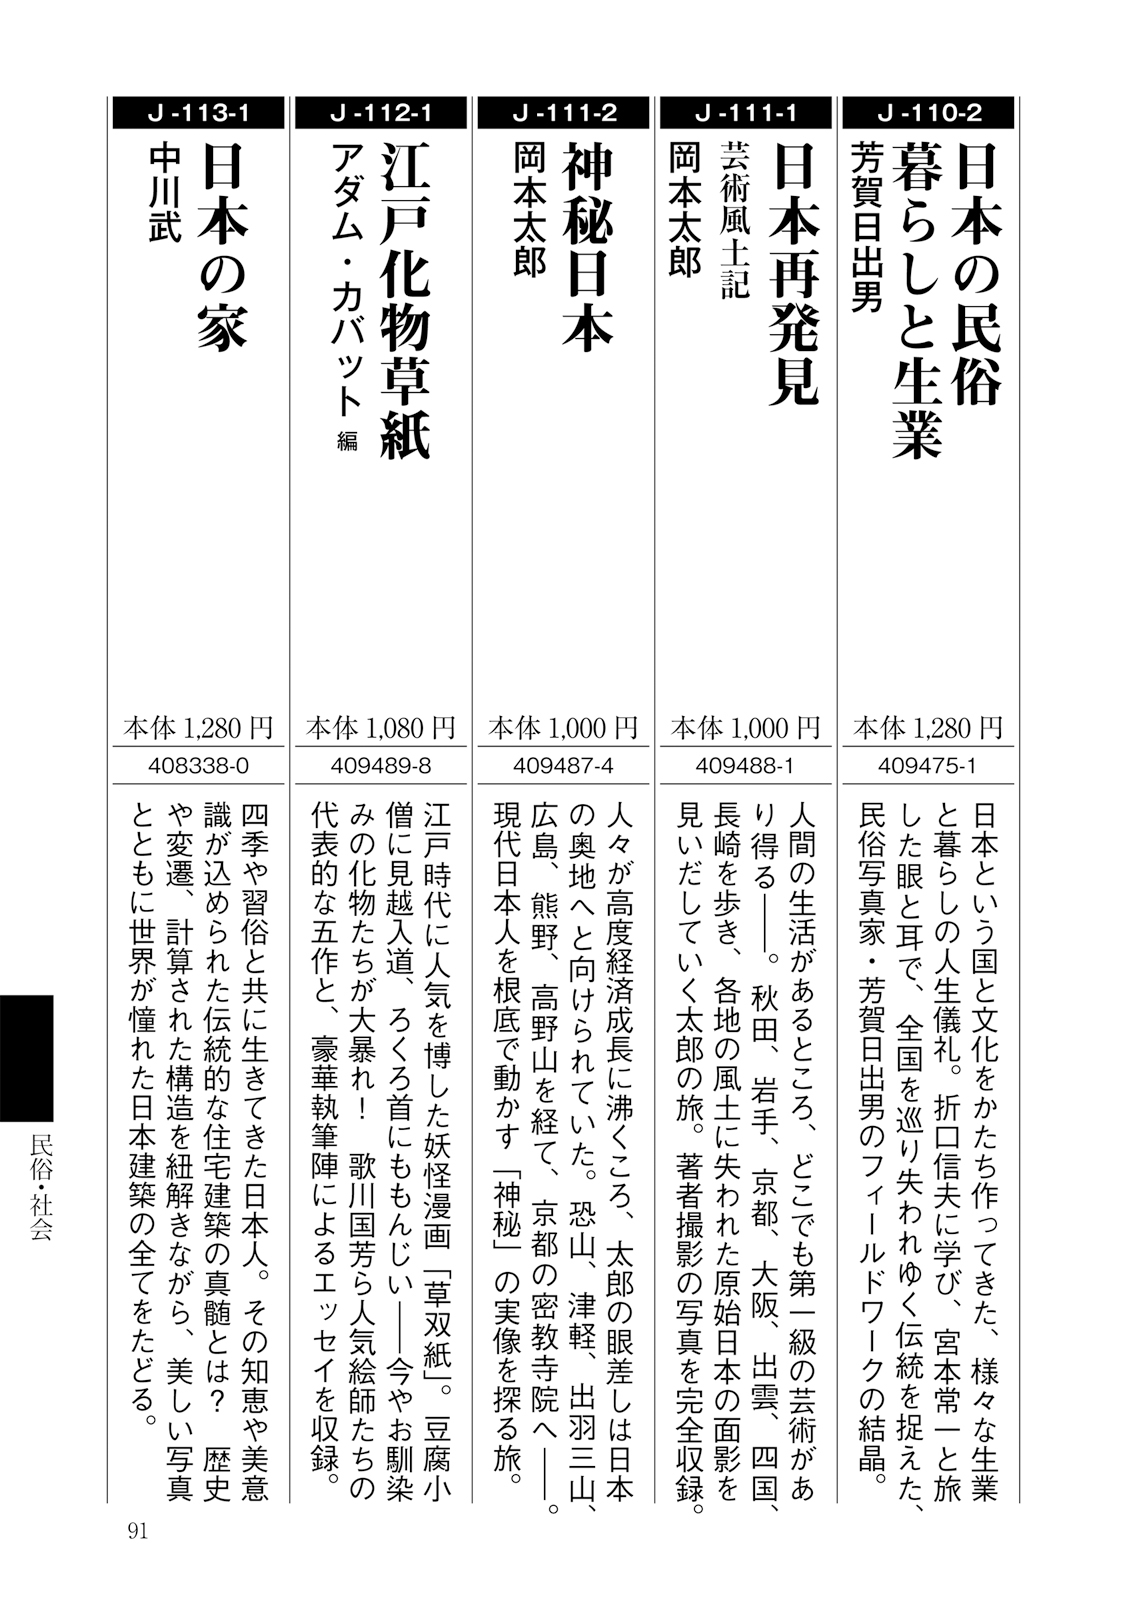 J-110-2
日本の民俗
暮らしと生業
芳賀日出男
本体1,280円
409475-1
日本という国と文化をかたち作ってきた、様々な生業
と暮らしの人生儀礼。折口信夫に学び、宮本常一と旅
した眼と耳で、全国を巡り失われゆく伝統を捉えた、
民俗写真家・芳賀日出男のフィールドワークの結晶。
J-111-1
日本再発見
芸術風土記
岡本太郎
本体1,000円
409488-1
人間の生活があるところ、どこでも第一級の芸術があ
り得る――。秋田、岩手、京都、大阪、出雲、四国、
長崎を歩き、各地の風土に失われた原始日本の面影を
見いだしていく太郎の旅。著者撮影の写真を完全収録。
J-111-2
神秘日本
岡本太郎
本体1,000円
409487-4
人々が高度経済成長に沸くころ、太郎の眼差しは日本
の奥地へと向けられていた。恐山、津軽、出羽三山、
広島、熊野、高野山を経て、京都の密教寺院へ――。
現代日本人を根底で動かす「神秘」の実像を探る旅。
J-112-1
江戸化物草紙
アダム・カバット 編
本体1,080円
409489-8
江戸時代に人気を博した妖怪漫画「草双紙」。豆腐小
僧に見越入道、ろくろ首にももんじい――今やお馴染
みの化物たちが大暴れ！　歌川国芳ら人気絵師たちの
代表的な五作と、豪華執筆陣によるエッセイを収録。
J-113-1
日本の家
中川武
本体1,280円
408338-0
四季や習俗と共に生きてきた日本人。その知恵や美意
識が込められた伝統的な住宅建築の真髄とは？　歴史
や変遷、計算された構造を紐解きながら、美しい写真
とともに世界が憧れた日本建築の全てをたどる。
民俗・社会
91